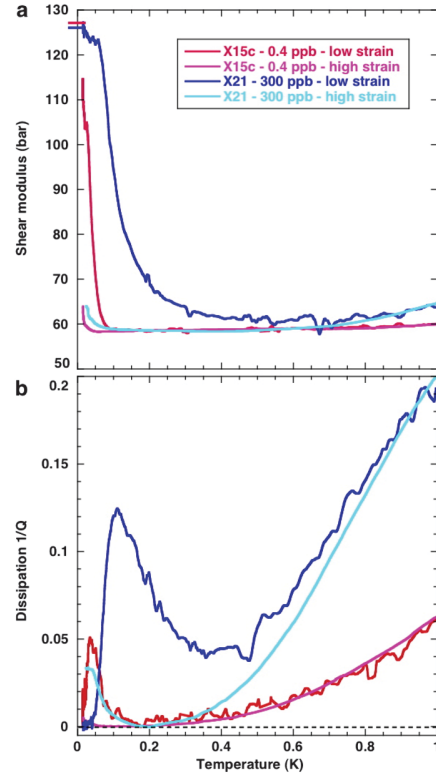 a
130
120
110
100
90
80
70
60
50
Shear modulus (bar)
X15c - 0.4 ppb - low strain
X15c - 0.4 ppb - high strain
X21 - 300 ppb - low strain
X21 - 300 ppb - high strain
b
0.2
0.15
0.1
0.05
0
Dissipation 1/Q
0 0.2 0.4 0.6 0.8 1
Temperature (K)